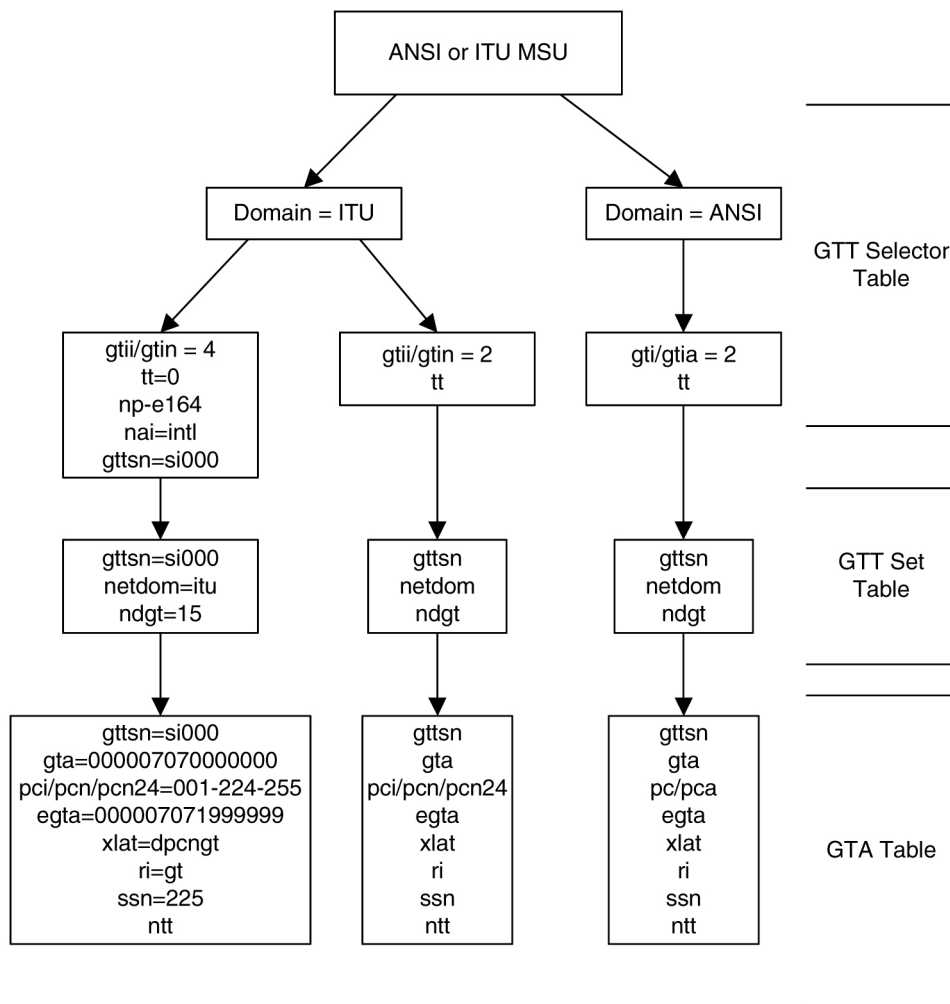 ANSI or ITU MSU
Domain = ITU
Domain = ANSI
GTT Selector
Table
gtii/gtin = 4
tt=0
np-e164
nai=intl
gttsn=si000
gtii/gtin = 2
tt
gti/gtia = 2
tt
gttsn=si000
netdom=itu
ndgt=15
gttsn
netdom
ndgt
gttsn
netdom
ndgt
GTT Set
Table
gttsn=si000
gta=000007070000000
pci/pcn/pcn24=001-224-255
egta=000007071999999
xlat=dpcngt
ri=gt
ssn=225
ntt
gttsn
gta
pci/pcn/pcn24
egta
xlat
ri
ssn
ntt
gttsn
gta
pc/pca
egta
xlat
ri
ssn
ntt
GTA Table